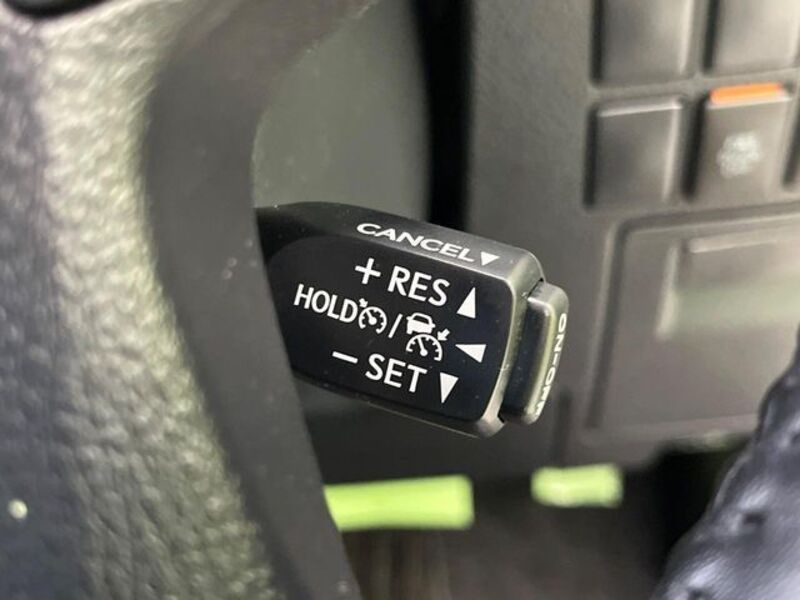 CANCEL▼
+ RES ▲
HOLD /
− SET ▼
ON-OFF